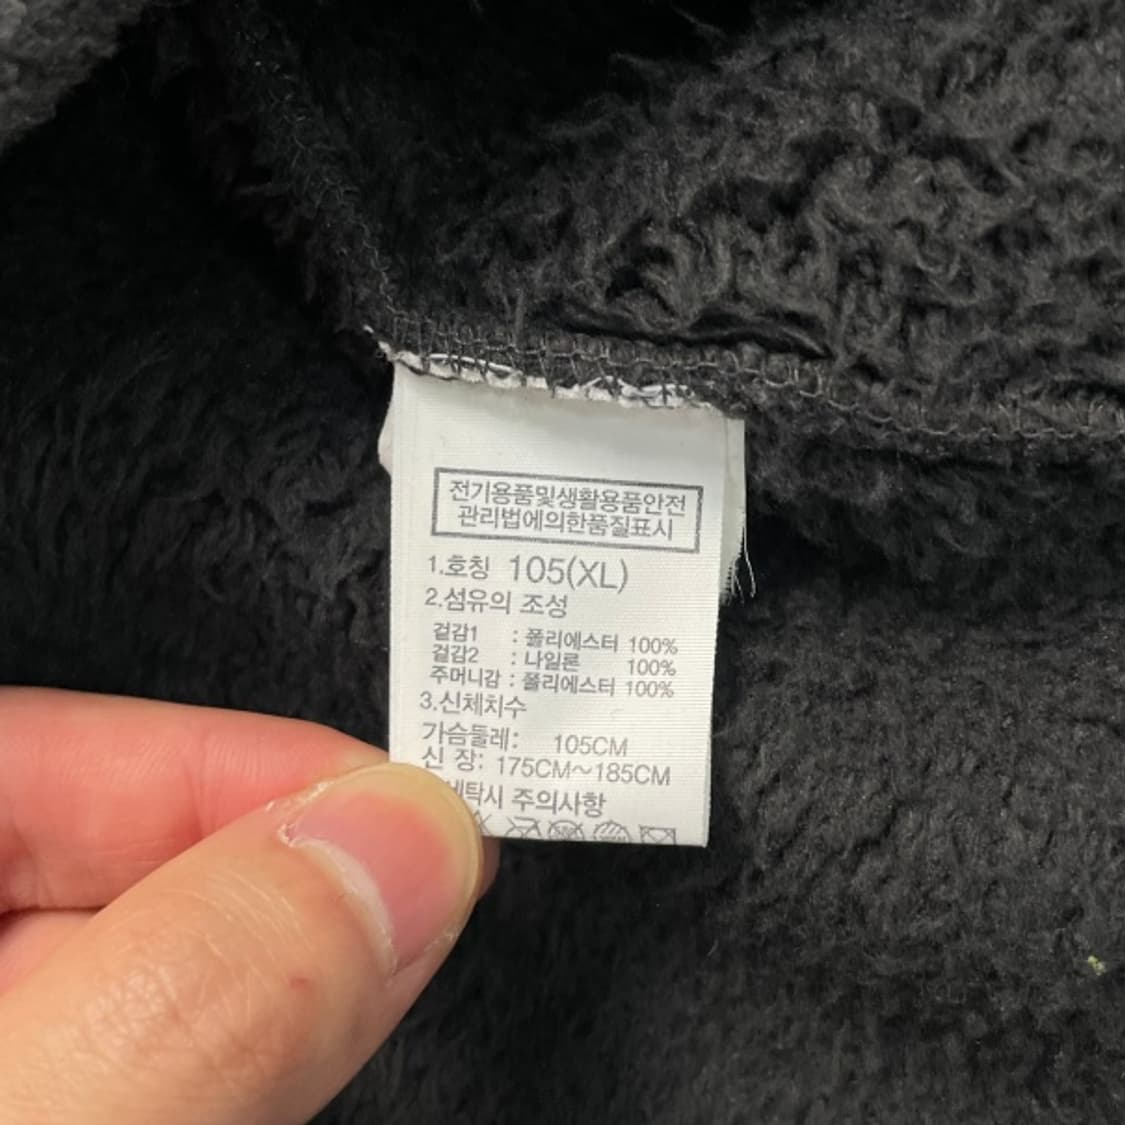 전기용품및생활용품안전
관리법에의한품질표시
1.호칭 105(XL)
2.섬유의 조성
겉감1 : 폴리에스터 100%
겉감2 : 나일론 100%
주머니감 : 폴리에스터 100%
3.신체치수
가슴둘레: 105CM
신 장: 175CM~185CM
세탁시 주의사항